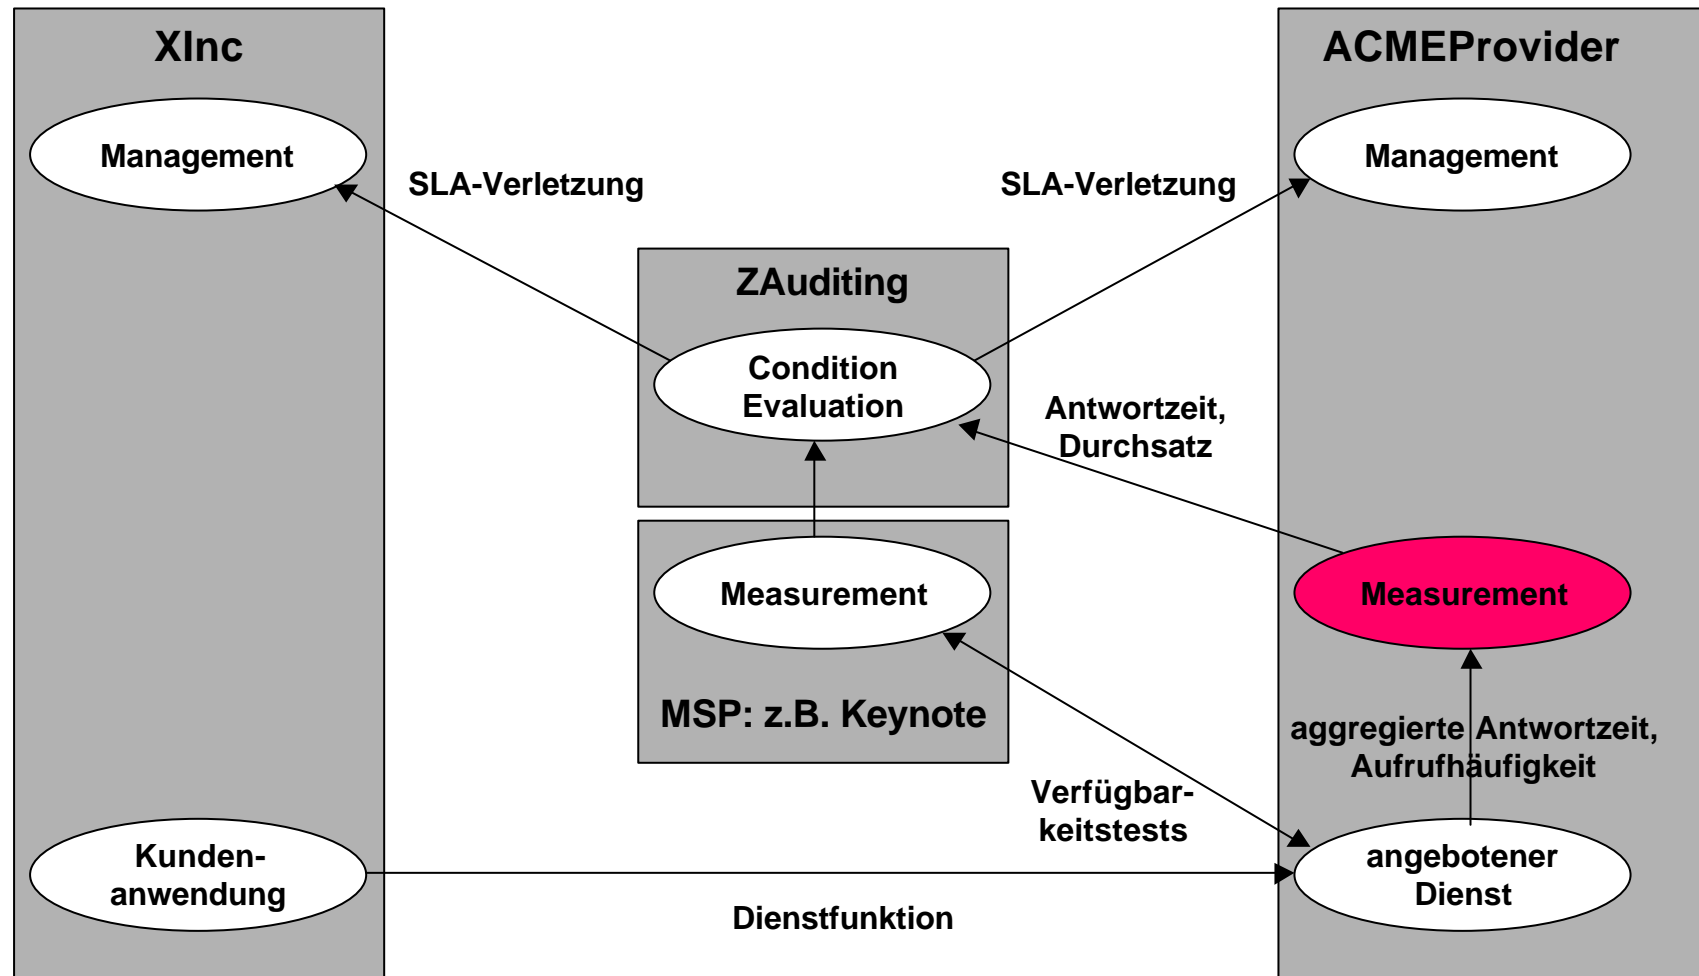 XInc
ACMEProvider
Management
Management
SLA-Verletzung
SLA-Verletzung
ZAuditing
Condition
Evaluation
Antwortzeit,
Durchsatz
Measurement
Measurement
MSP: z.B. Keynote
aggregierte Antwortzeit,
Aufrufhäufigkeit
Verfügbar-
keitstests
Kunden-
anwendung
angebotener
Dienst
Dienstfunktion